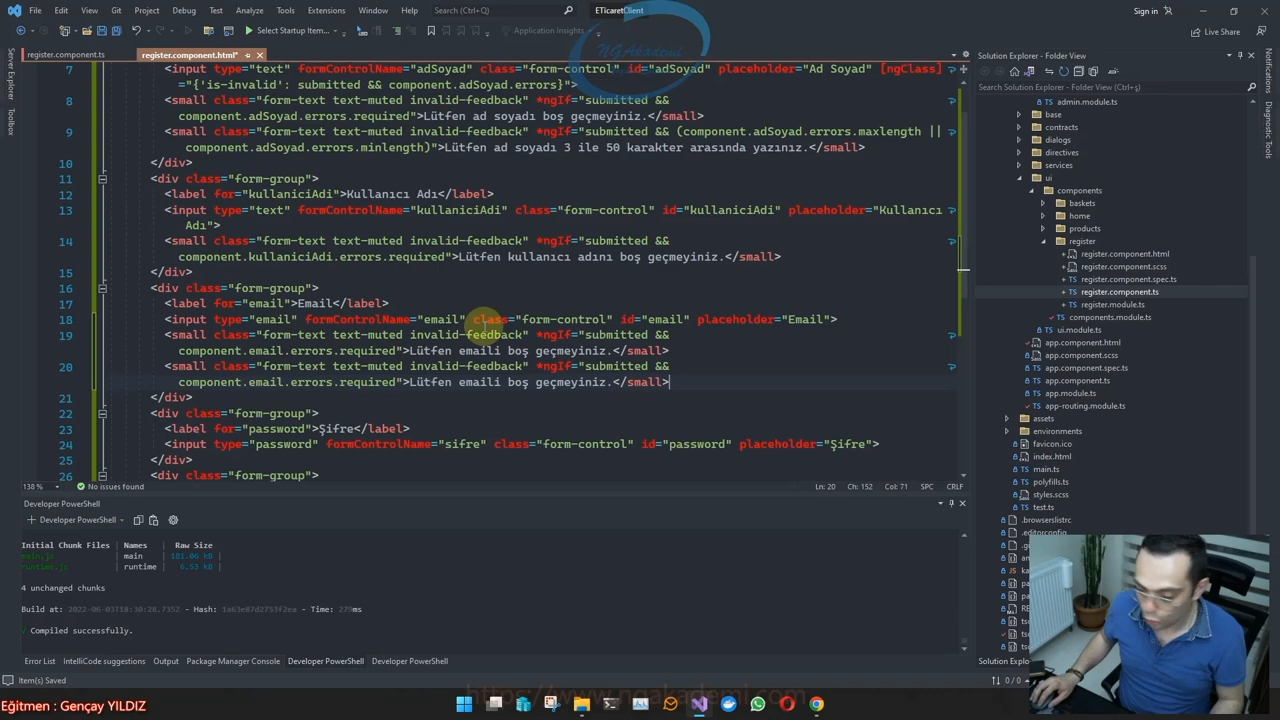 File Edit View Git Project Debug Test Analyze Tools Extensions Window Help Search (Ctrl+Q) ETicaretClient Sign in
Select Startup Item... Application Insights Live Share
NGAkademi
register.component.ts register.component.html* Solution Explorer - Folder View
Server Explorer
Toolbox
Notifications
Diagnostic Tools
7 <input type="text" formControlName="adSoyad" class="form-control" id="adSoyad" placeholder="Ad Soyad" [ngClass]
="{'is-invalid': submitted && component.adSoyad.errors}">
8 <small class="form-text text-muted invalid-feedback" *ngIf="submitted &&
component.adSoyad.errors.required">Lütfen ad soyadı boş geçmeyiniz.</small>
9 <small class="form-text text-muted invalid-feedback" *ngIf="submitted && (component.adSoyad.errors.maxlength ||
component.adSoyad.errors.minlength)">Lütfen ad soyadı 3 ile 50 karakter arasında yazınız.</small>
10 </div>
11 <div class="form-group">
12 <label for="kullaniciAdi">Kullanıcı Adı</label>
13 <input type="text" formControlName="kullaniciAdi" class="form-control" id="kullaniciAdi" placeholder="Kullanıcı
Adı">
14 <small class="form-text text-muted invalid-feedback" *ngIf="submitted &&
component.kullaniciAdi.errors.required">Lütfen kullanıcı adını boş geçmeyiniz.</small>
15 </div>
16 <div class="form-group">
17 <label for="email">Email</label>
18 <input type="email" formControlName="email" class="form-control" id="email" placeholder="Email">
19 <small class="form-text text-muted invalid-feedback" *ngIf="submitted &&
component.email.errors.required">Lütfen emaili boş geçmeyiniz.</small>
20 <small class="form-text text-muted invalid-feedback" *ngIf="submitted &&
component.email.errors.required">Lütfen emaili boş geçmeyiniz.</small>
21 </div>
22 <div class="form-group">
23 <label for="password">Şifre</label>
24 <input type="password" formControlName="sifre" class="form-control" id="password" placeholder="Şifre">
25 </div>
26 <div class="form-group">
138 % No issues found Ln: 20 Ch: 152 Col: 71 SPC CRLF
Developer PowerShell
Developer PowerShell
Initial Chunk Files | Names | Raw Size
main.js | main | 181.06 kB |
runtime.js | runtime | 6.53 kB |
4 unchanged chunks
Build at: 2022-06-03T18:30:28.735Z - Hash: 1a63e87d2753f2ea - Time: 279ms
√ Compiled successfully.
Error List IntelliCode suggestions Output Package Manager Console Developer PowerShell Developer PowerShell
Item(s) Saved
Search Solution Explorer - Folder View (Ctrl+ş)
admin.module.ts
base
contracts
dialogs
directives
services
ui
components
baskets
home
products
register
register.component.html
register.component.scss
register.component.spec.ts
register.component.ts
register.module.ts
components.module.ts
ui.module.ts
app.component.html
app.component.scss
app.component.spec.ts
app.component.ts
app.module.ts
app-routing.module.ts
assets
environments
favicon.ico
index.html
main.ts
polyfills.ts
styles.scss
test.ts
.browserslistrc
.editorconfig
Solution Explo
0 / 0
https://www.ngakademi.com
Eğitmen : Gençay YILDIZ